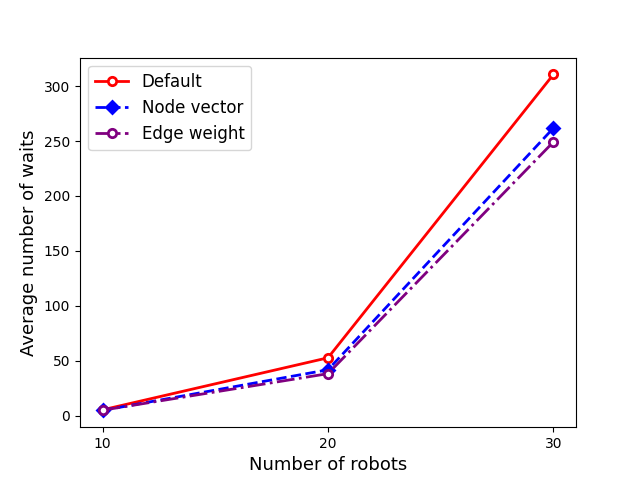 Default
Node vector
Edge weight
300
250
200
150
100
50
0
Average number of waits
10 20 30
Number of robots